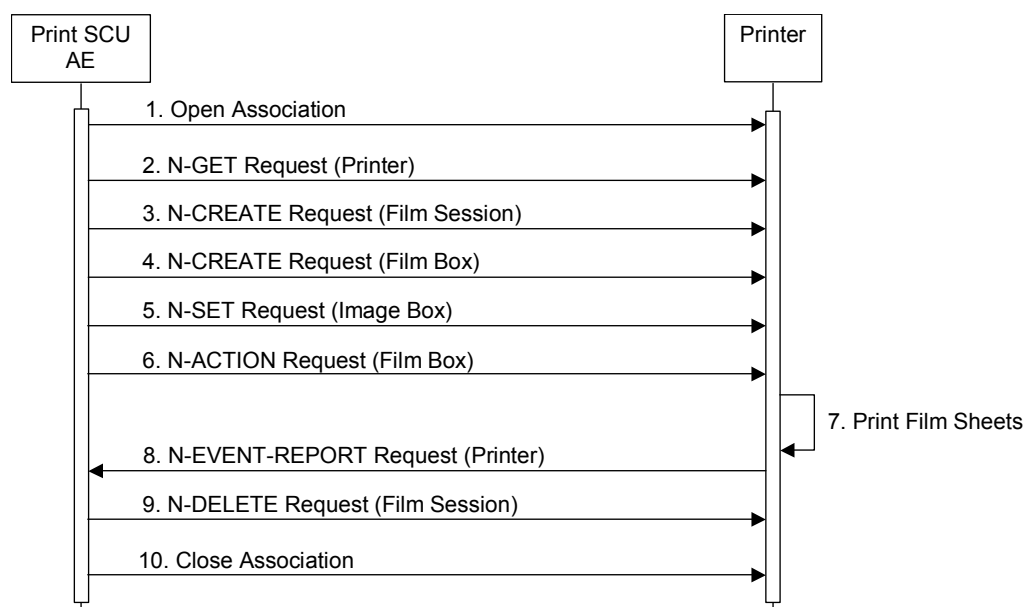 Print SCU
AE
Printer
1. Open Association
2. N-GET Request (Printer)
3. N-CREATE Request (Film Session)
4. N-CREATE Request (Film Box)
5. N-SET Request (Image Box)
6. N-ACTION Request (Film Box)
7. Print Film Sheets
8. N-EVENT-REPORT Request (Printer)
9. N-DELETE Request (Film Session)
10. Close Association